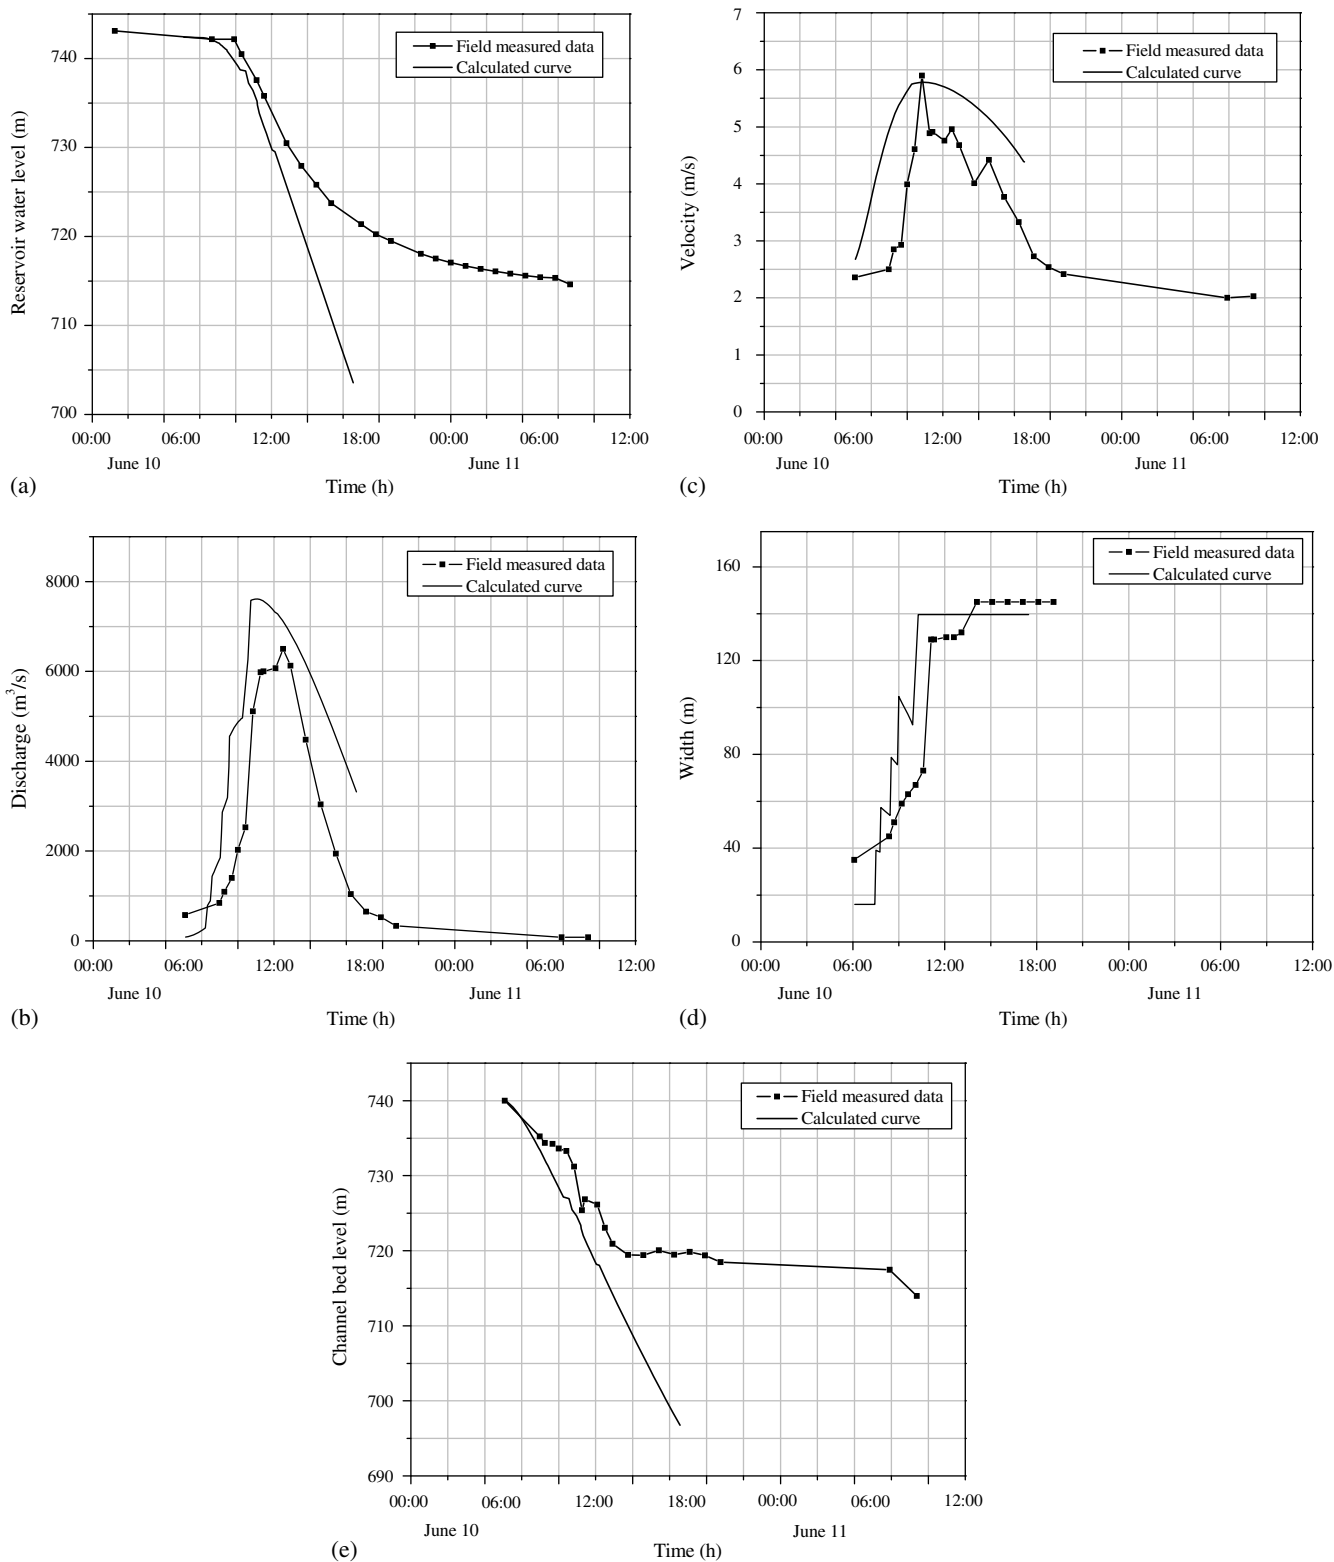 740
730
720
710
700
Reservoir water level (m)
Field measured data
Calculated curve
00:00 06:00 12:00 18:00 00:00 06:00 12:00
June 10 June 11
(a) Time (h)
7
6
5
4
3
2
1
0
Velocity (m/s)
Field measured data
Calculated curve
00:00 06:00 12:00 18:00 00:00 06:00 12:00
June 10 June 11
(c) Time (h)
8000
6000
4000
2000
0
Discharge (m³/s)
Field measured data
Calculated curve
00:00 06:00 12:00 18:00 00:00 06:00 12:00
June 10 June 11
(b) Time (h)
160
120
80
40
0
Width (m)
Field measured data
Calculated curve
00:00 06:00 12:00 18:00 00:00 06:00 12:00
June 10 June 11
(d) Time (h)
740
730
720
710
700
690
Channel bed level (m)
Field measured data
Calculated curve
00:00 06:00 12:00 18:00 00:00 06:00 12:00
June 10 June 11
(e) Time (h)